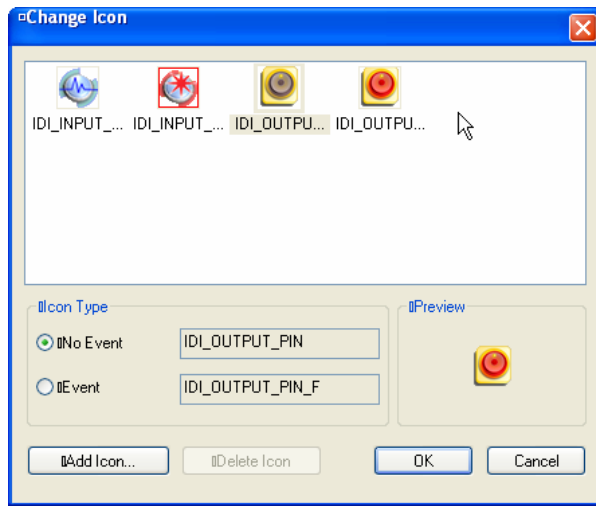 Change Icon
IDI_INPUT_... IDI_INPUT_... IDI_OUTPU... IDI_OUTPU...
Icon Type
Preview
No Event IDI_OUTPUT_PIN
Event IDI_OUTPUT_PIN_F
Add Icon... Delete Icon OK Cancel